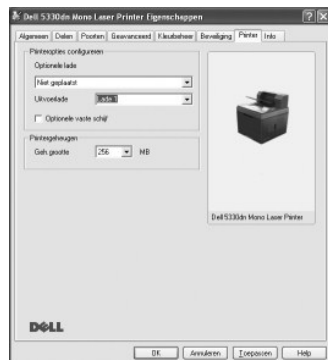 Dell 5330dn Mono Laser Printer Eigenschappen
Algemeen Delen Poorten Geavanceerd Kleurbeheer Beveiliging Printer Info
Printeropties configureren
Optionele lade
Niet geplaatst
Uitvoerlade Lade 1
Optionele vaste schijf
Printergeheugen
Geh.grootte 256 MB
Dell 5330dn Mono Laser Printer
DELL
OK Annuleren Toepassen Help